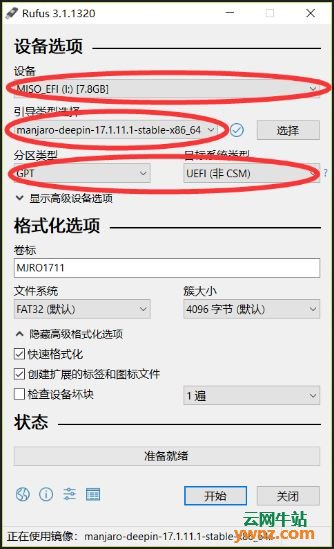 Rufus 3.1.1320
设备选项
设备
MISO_EFI (I:) [7.8GB]
引导类型选择
manjaro-deepin-17.1.11.1-stable-x86_64
选择
分区类型
目标系统类型
GPT
UEFI (非 CSM)
?
显示高级设备选项
格式化选项
卷标
MJRO1711
文件系统
簇大小
FAT32 (默认)
4096 字节 (默认)
隐藏高级格式化选项
快速格式化
创建扩展的标签和图标文件
检查设备坏块
1 遍
状态
准备就绪
开始
关闭
云网牛站
www.ywnz.com
正在使用镜像：manjaro-deepin-17.1.11.1-stable-x86_64.